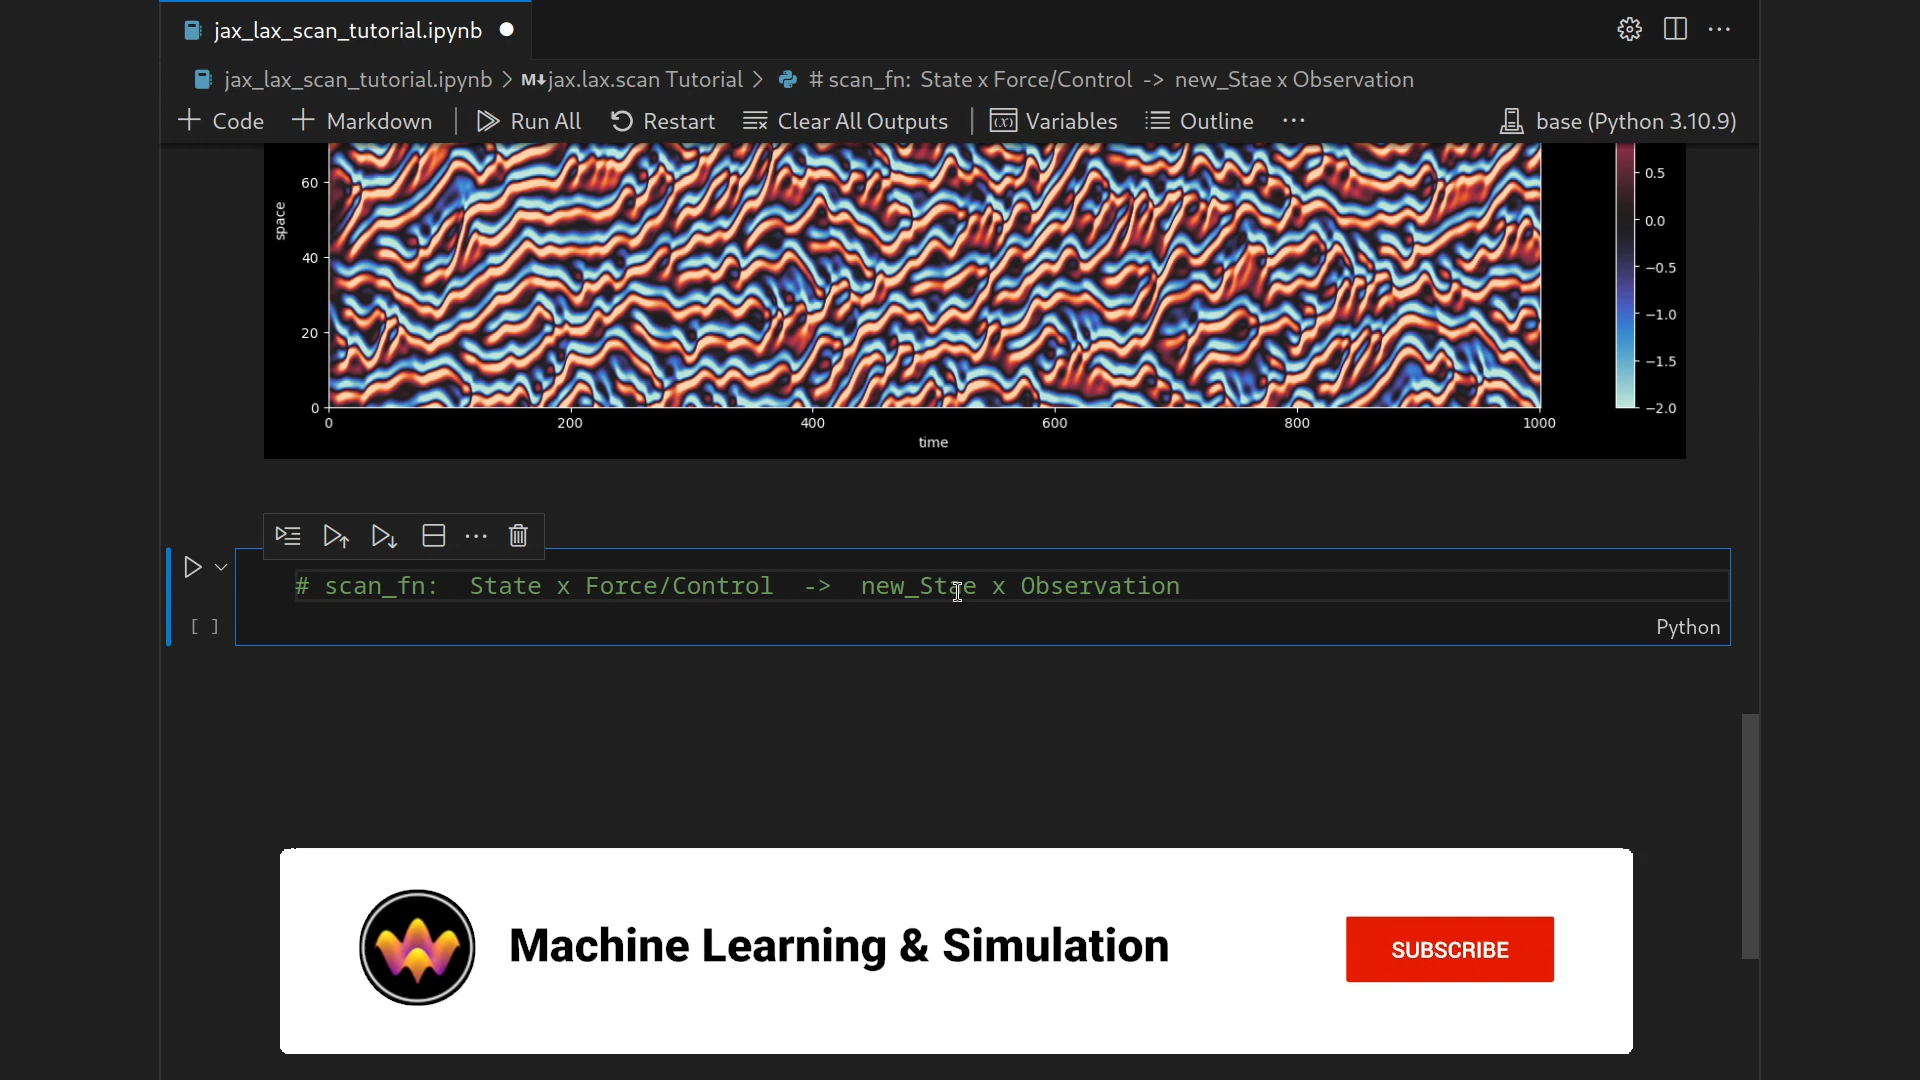 jax_lax_scan_tutorial.ipynb
jax_lax_scan_tutorial.ipynb > M↓ jax.lax.scan Tutorial > # scan_fn: State x Force/Control -> new_Stae x Observation
+ Code + Markdown Run All Restart Clear All Outputs (x) Variables Outline ··· base (Python 3.10.9)
space
60
40
20
0
0 200 400 600 800 1000
time
0.5
0.0
−0.5
−1.0
−1.5
−2.0
# scan_fn: State x Force/Control -> new_Stae x Observation
[ ]
Python
Machine Learning & Simulation
SUBSCRIBE